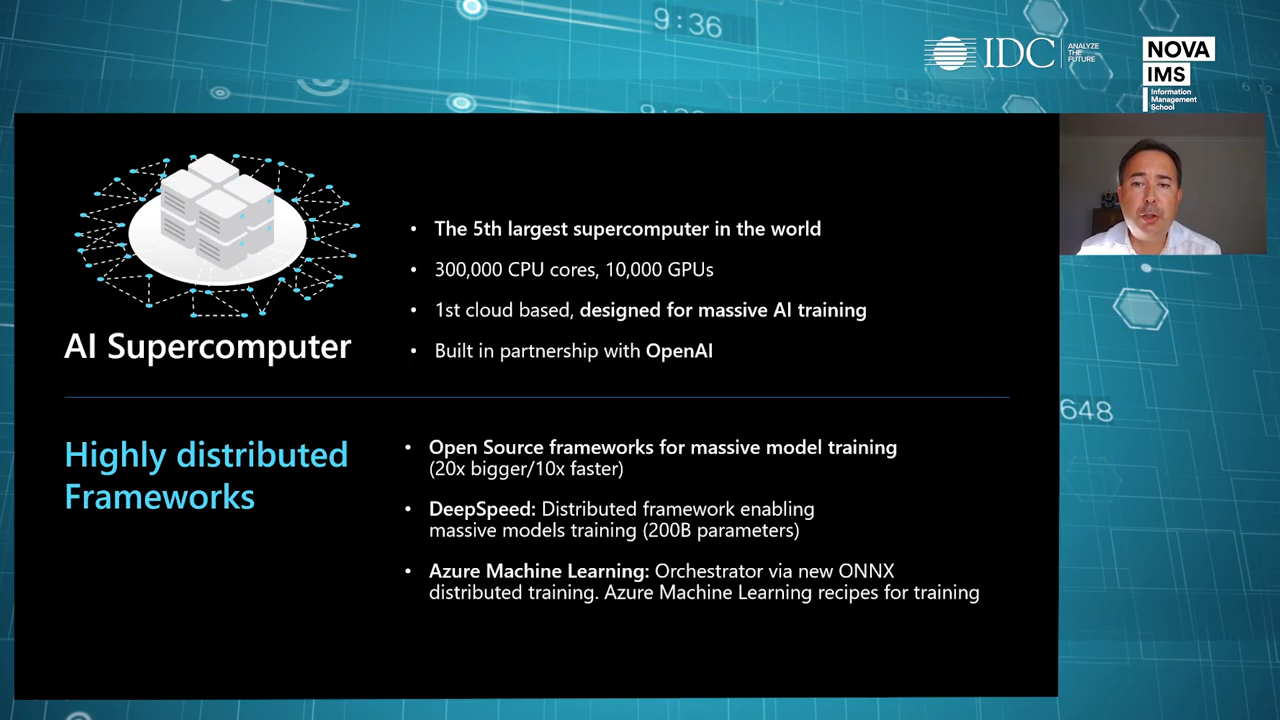 9:36
IDC
ANALYZE
THE
FUTURE
NOVA
IMS
Information
Management
School
9:36
9:36
AI Supercomputer
• The 5th largest supercomputer in the world
• 300,000 CPU cores, 10,000 GPUs
• 1st cloud based, designed for massive AI training
• Built in partnership with OpenAI
648
Highly distributed
Frameworks
• Open Source frameworks for massive model training
(20x bigger/10x faster)
• DeepSpeed: Distributed framework enabling
massive models training (200B parameters)
• Azure Machine Learning: Orchestrator via new ONNX
distributed training. Azure Machine Learning recipes for training